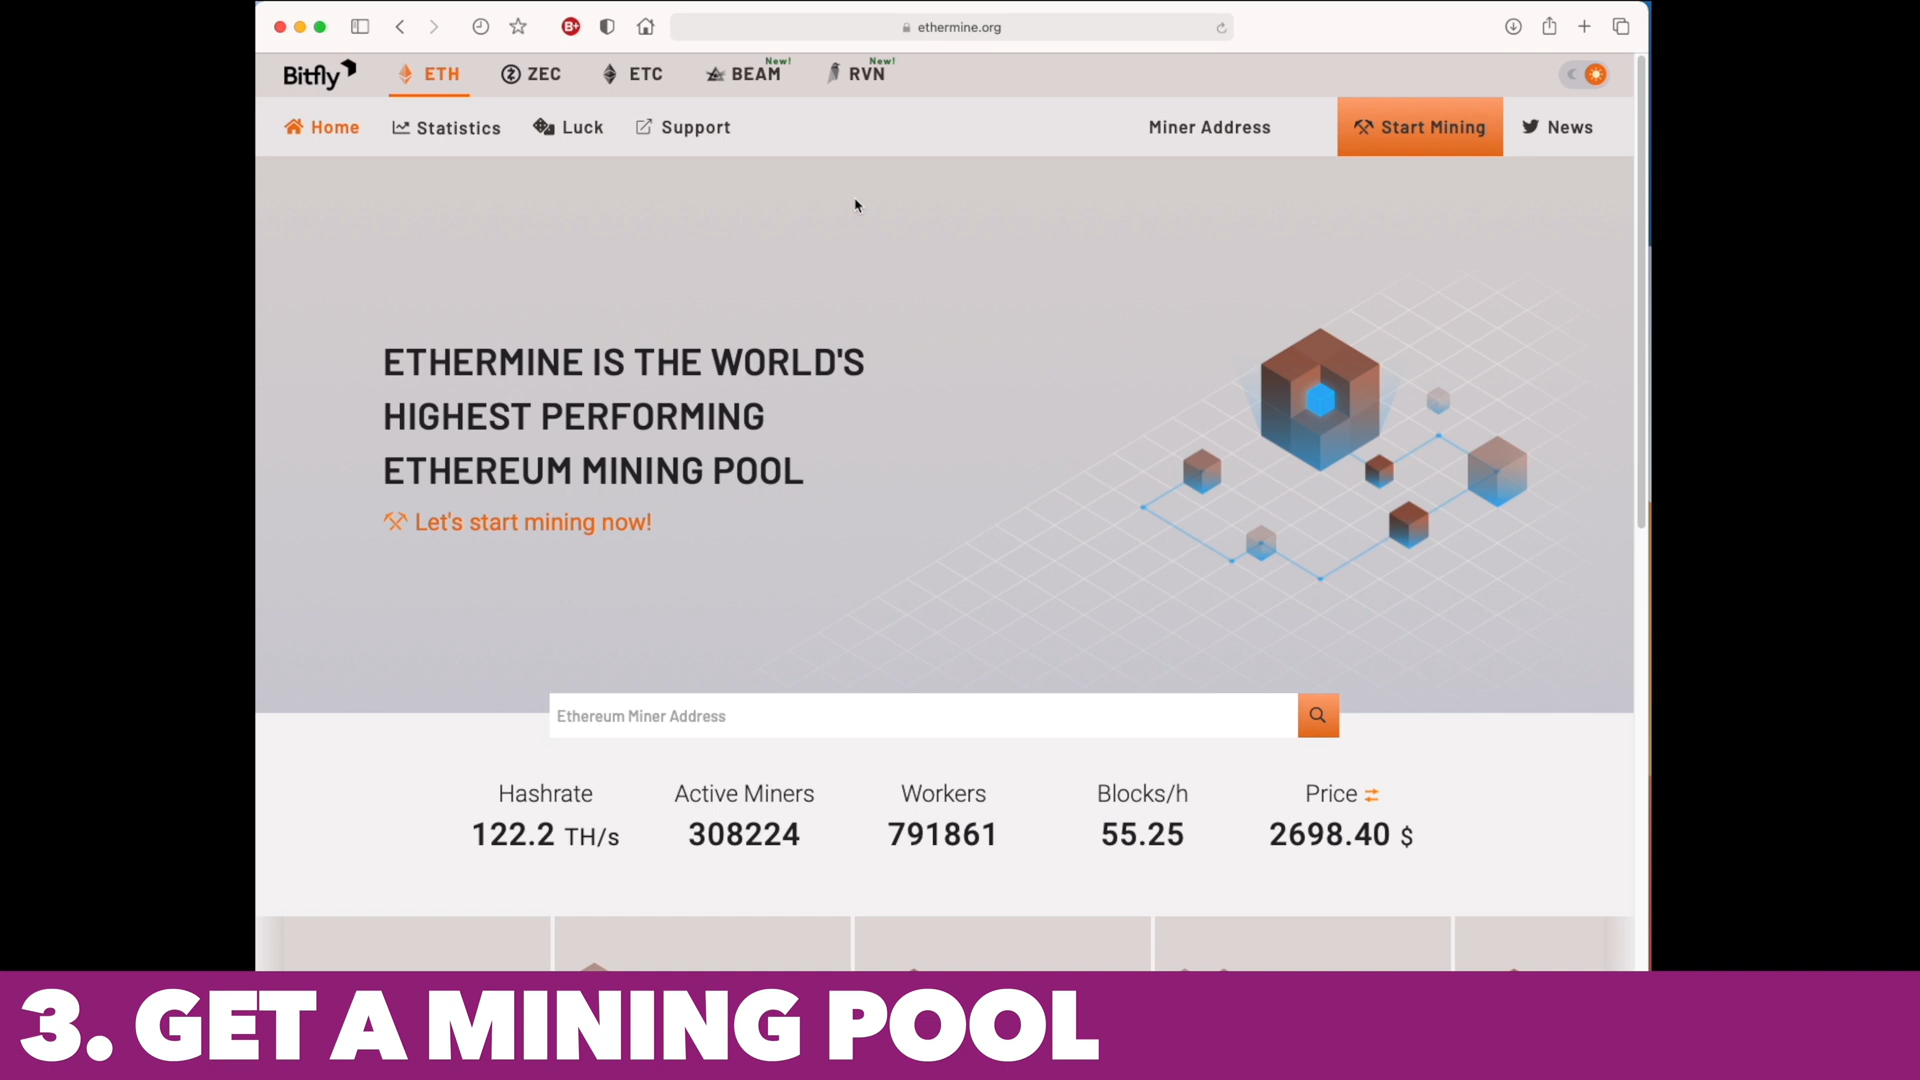 ethermine.org
Bitfly ETH ZEC ETC BEAM New! RVN New!
Home Statistics Luck Support Miner Address Start Mining News
ETHERMINE IS THE WORLD'S
HIGHEST PERFORMING
ETHEREUM MINING POOL
Let's start mining now!
Ethereum Miner Address
Hashrate Active Miners Workers Blocks/h Price
122.2 TH/s 308224 791861 55.25 2698.40 $
3. GET A MINING POOL